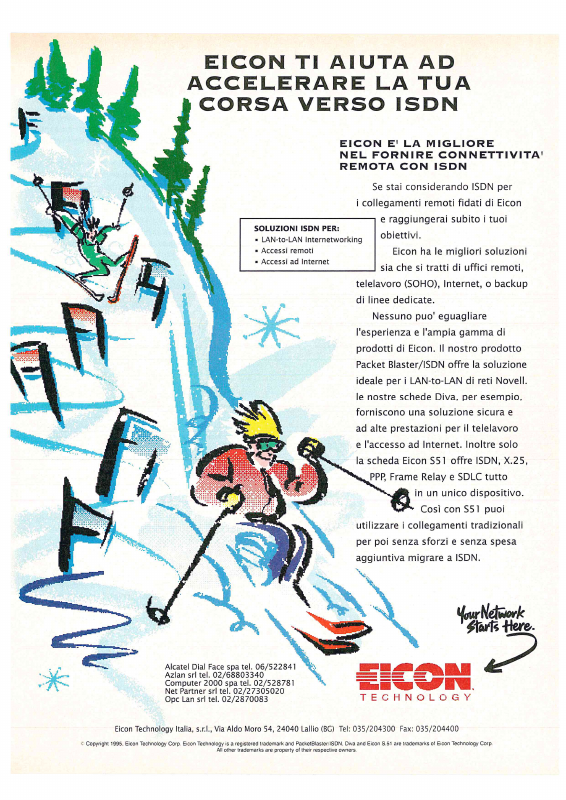 EICON TI AIUTA AD
ACCELERARE LA TUA
CORSA VERSO ISDN
EICON E' LA MIGLIORE
NEL FORNIRE CONNETTIVITA'
REMOTA CON ISDN
Se stai considerando ISDN per
i collegamenti remoti fidati di Eicon
e raggiungerai subito i tuoi
obiettivi.
SOLUZIONI ISDN PER:
▪ LAN-to-LAN Internetworking
▪ Accessi remoti
▪ Accessi ad Internet
Eicon ha le migliori soluzioni
sia che si tratti di uffici remoti,
telelavoro (SOHO), Internet, o backup
di linee dedicate.
Nessuno puo' eguagliare
l'esperienza e l'ampia gamma di
prodotti di Eicon. Il nostro prodotto
Packet Blaster/ISDN offre la soluzione
ideale per i LAN-to-LAN di reti Novell.
le nostre schede Diva, per esempio,
forniscono una soluzione sicura e
ad alte prestazioni per il telelavoro
e l'accesso ad Internet. Inoltre solo
la scheda Eicon S51 offre ISDN, X.25,
PPP, Frame Relay e SDLC tutto
in un unico dispositivo.
Così con S51 puoi
utilizzare i collegamenti tradizionali
per poi senza sforzi e senza spesa
aggiuntiva migrare a ISDN.
Your Network
Starts Here.
Alcatel Dial Face spa tel. 06/522841
Azlan srl tel. 02/68803340
Computer 2000 spa tel. 02/528781
Net Partner srl tel. 02/27305020
Opc Lan srl tel. 02/2870083
EICON
TECHNOLOGY
Eicon Technology Italia, s.r.l., Via Aldo Moro 54, 24040 Lallio (BG) Tel: 035/204300 Fax: 035/204400
© Copyright 1995, Eicon Technology Corp. Eicon Technology is a registered trademark and PacketBlaster/ISDN, Diva and Eicon S.51 are trademarks of Eicon Technology Corp.
All other trademarks are property of their respective owners.